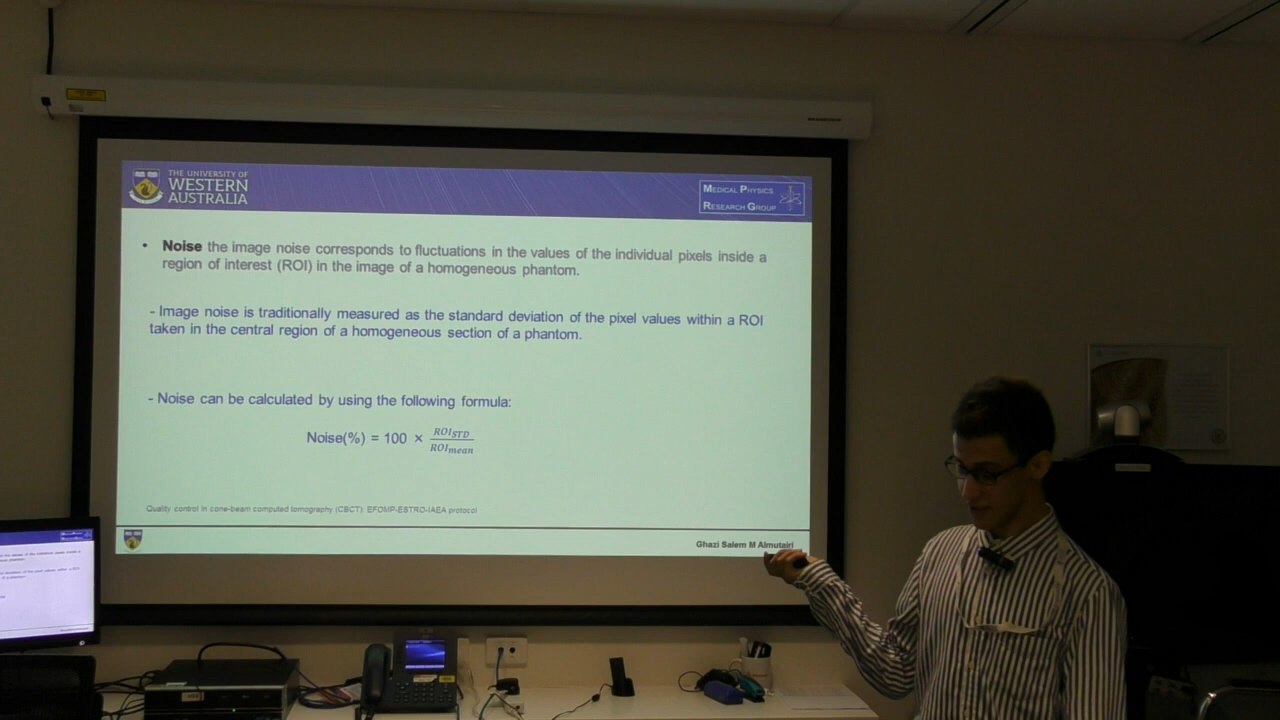 THE UNIVERSITY OF
WESTERN
AUSTRALIA
MEDICAL PHYSICS
RESEARCH GROUP
• Noise the image noise corresponds to fluctuations in the values of the individual pixels inside a
region of interest (ROI) in the image of a homogeneous phantom.
- Image noise is traditionally measured as the standard deviation of the pixel values within a ROI
taken in the central region of a homogeneous section of a phantom.
- Noise can be calculated by using the following formula:
Noise(%) = 100 × ROI_STD / ROI_mean
Quality control in cone-beam computed tomography (CBCT): EFOMP-ESTRO-IAEA protocol
Ghazi Salem M Almutairi